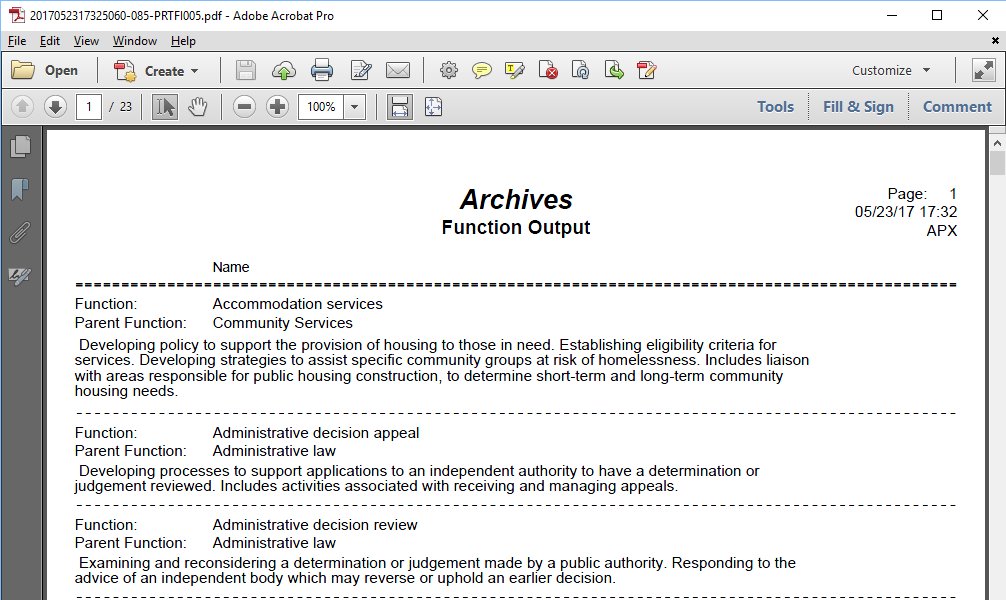 2017052317325060-085-PRTFI005.pdf - Adobe Acrobat Pro
File Edit View Window Help
Open Create Customize
1 / 23 100% Tools Fill & Sign Comment
Archives
Function Output
Page: 1
05/23/17 17:32
APX
Name
Function: Accommodation services
Parent Function: Community Services
Developing policy to support the provision of housing to those in need. Establishing eligibility criteria for
services. Developing strategies to assist specific community groups at risk of homelessness. Includes liaison
with areas responsible for public housing construction, to determine short-term and long-term community
housing needs.
Function: Administrative decision appeal
Parent Function: Administrative law
Developing processes to support applications to an independent authority to have a determination or
judgement reviewed. Includes activities associated with receiving and managing appeals.
Function: Administrative decision review
Parent Function: Administrative law
Examining and reconsidering a determination or judgement made by a public authority. Responding to the
advice of an independent body which may reverse or uphold an earlier decision.